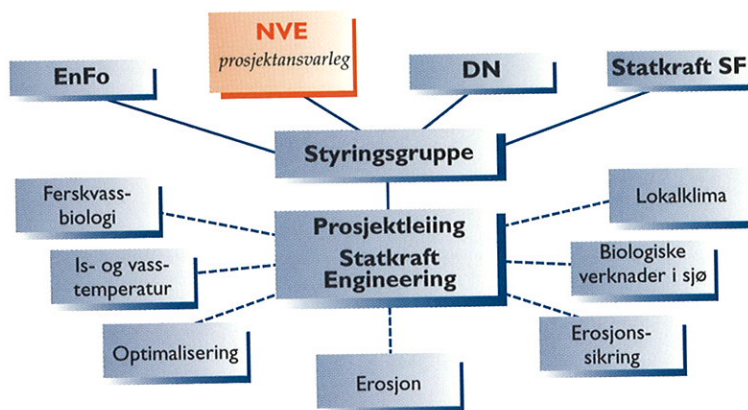 NVE
prosjektansvarleg
EnFo
DN
Statkraft SF
Styringsgruppe
Ferskvass-
biologi
Prosjektleiing
Statkraft
Engineering
Lokalklima
Is- og vass-
temperatur
Biologiske
verknader i sjø
Optimalisering
Erosjon
Erosjons-
sikring